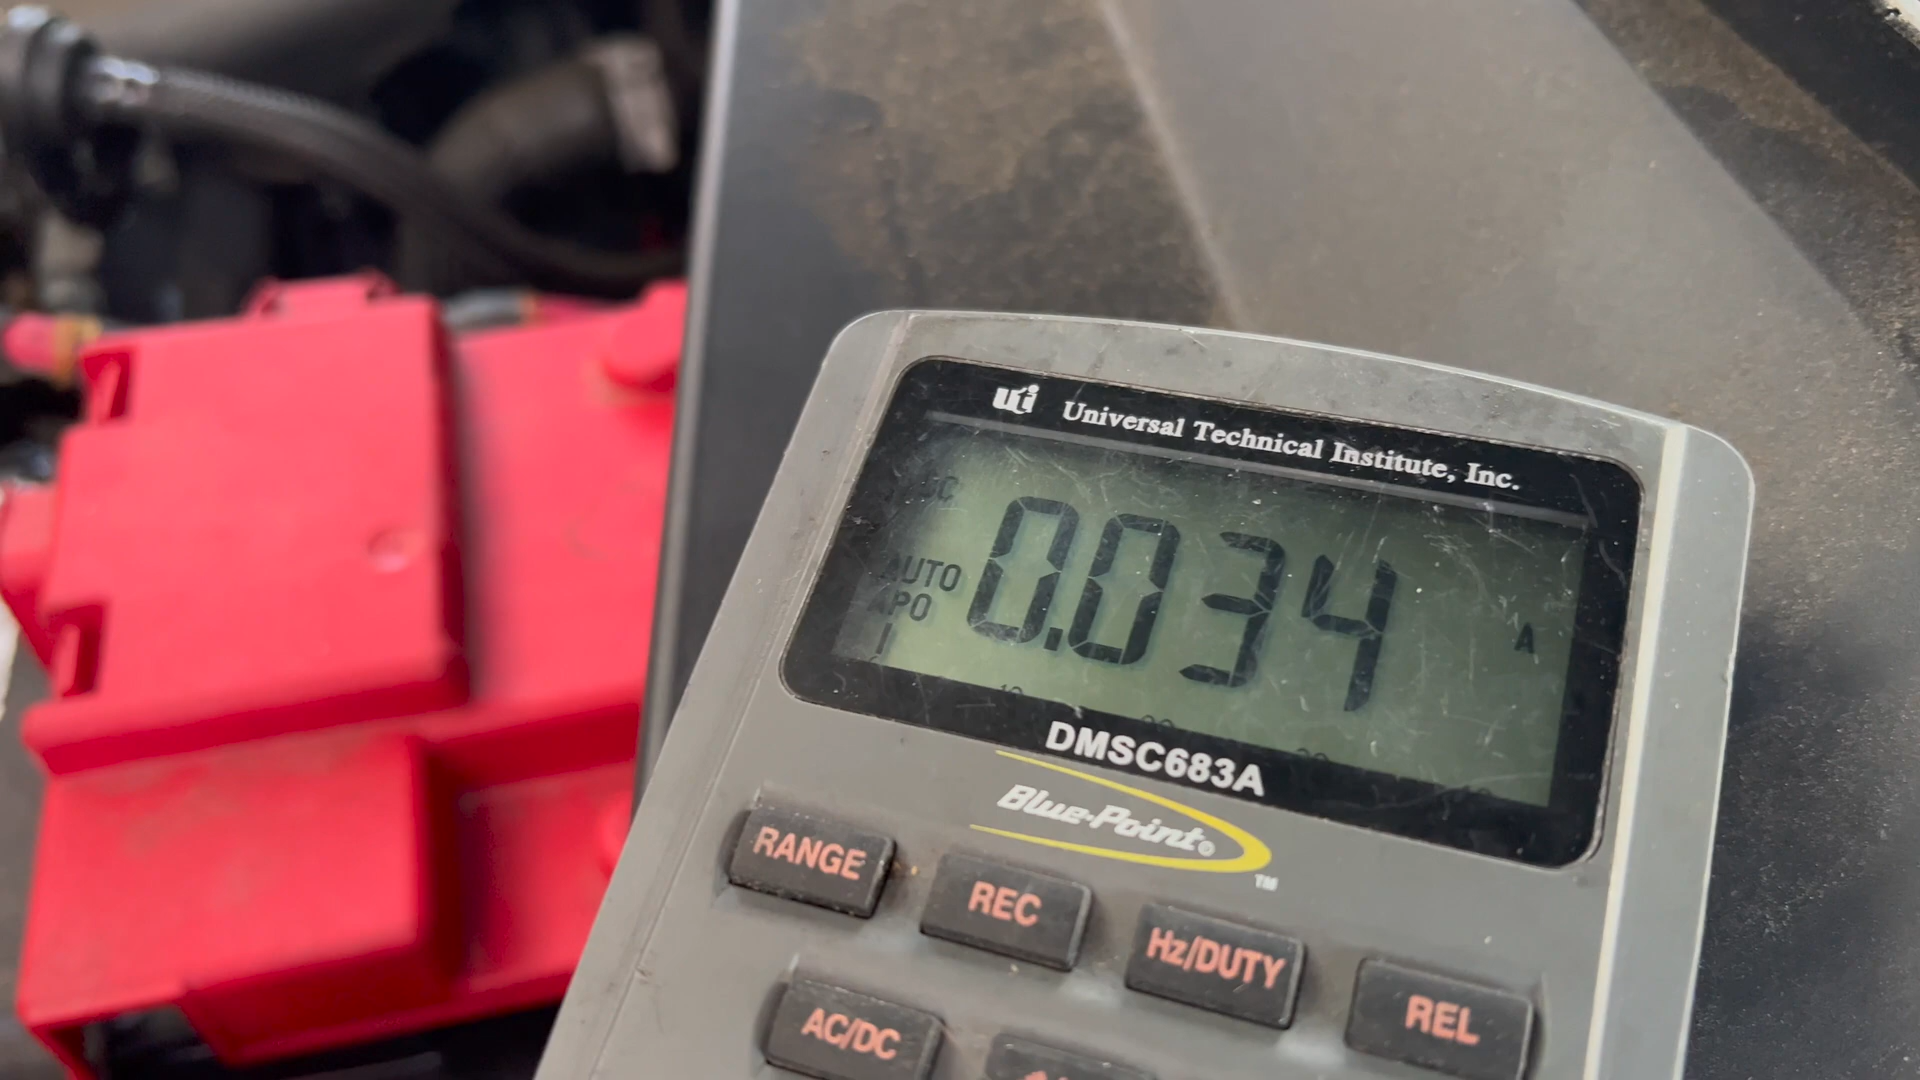 uti Universal Technical Institute, Inc.
AUTO
APO
0.034 A
DMSC683A
Blue-Point®
TM
RANGE
REC
Hz/DUTY
REL
AC/DC